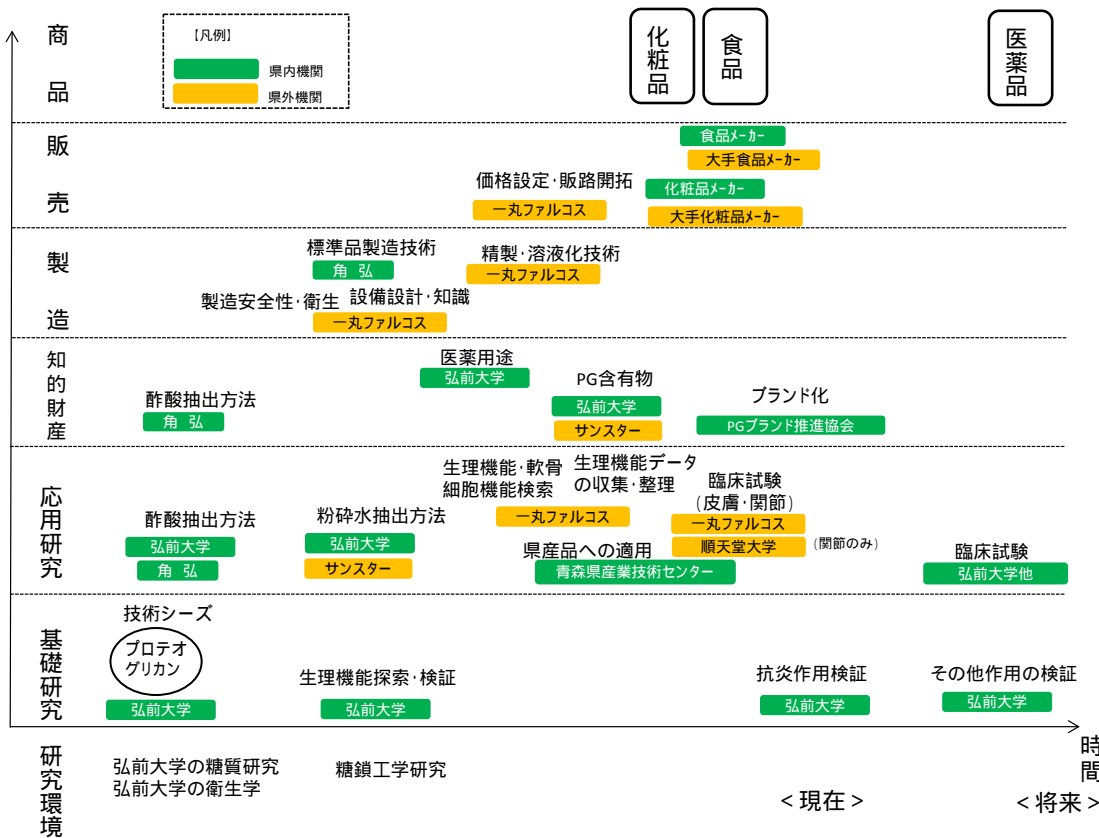 商品
【凡例】
県内機関
県外機関
化粧品
食品
医薬品
販売
食品ﾒｰｶｰ
大手食品ﾒｰｶｰ
価格設定・販路開拓
一丸ファルコス
化粧品ﾒｰｶｰ
大手化粧品ﾒｰｶｰ
製造
標準品製造技術
角 弘
精製・溶液化技術
一丸ファルコス
製造安全性・衛生
設備設計・知識
一丸ファルコス
知的財産
医薬用途
弘前大学
酢酸抽出方法
角 弘
PG含有物
弘前大学
サンスター
ブランド化
PGブランド推進協会
応用研究
酢酸抽出方法
弘前大学
角 弘
粉砕水抽出方法
弘前大学
サンスター
生理機能・軟骨
細胞機能検索
生理機能データ
の収集・整理
一丸ファルコス
県産品への適用
青森県産業技術センター
臨床試験
(皮膚・関節)
一丸ファルコス
順天堂大学
(関節のみ)
臨床試験
弘前大学他
基礎研究
技術シーズ
プロテオ
グリカン
弘前大学
生理機能探索・検証
弘前大学
抗炎作用検証
弘前大学
その他作用の検証
弘前大学
時間
研究環境
弘前大学の糖質研究
弘前大学の衛生学
糖鎖工学研究
＜現在＞
＜将来＞